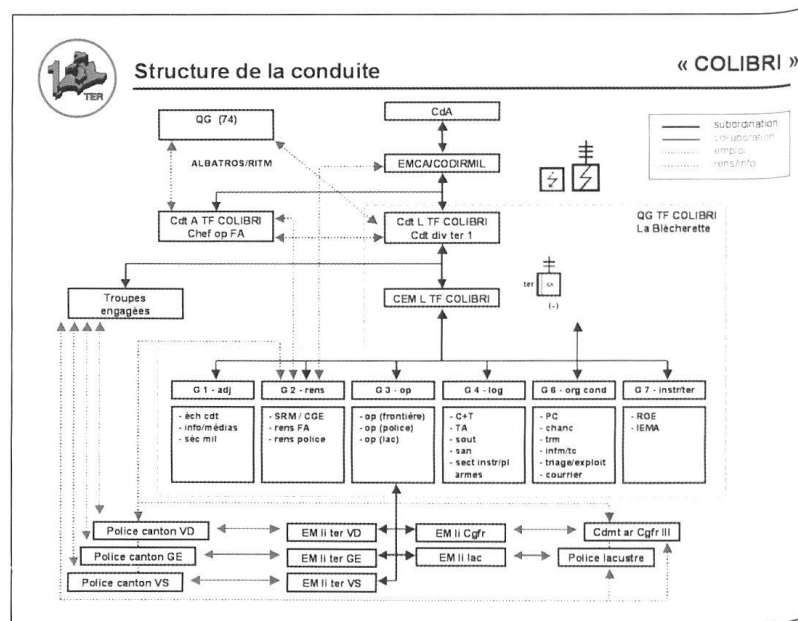 1
TER
Structure de la conduite
« COLIBRI »
QG (74)
CdA
subordination
collaboration
emploi
rens/info
ALBATROS/RITM
EMCA/CODIRMIL
Cdt A TF COLIBRI
Chef op FA
Cdt L TF COLIBRI
Cdt div ter 1
QG TF COLIBRI
La Blécherette
Troupes
engagées
CEM L TF COLIBRI
ter
(-)
G 1 - adj
G 2 - rens
G 3 - op
G 4 - log
G 6 - org cond
G 7 - instr/ter
- éch cdt
- info/médias
- séc mil
- SRM / CGE
- rens FA
- rens police
- op (frontière)
- op (police)
- op (lac)
- C+T
- TA
- sout
- san
- sect instr/pl
armes
- PC
- chanc
- trm
- infm/tc
- triage/exploit
- courrier
- ROE
- IEMA
Police canton VD
EM li ter VD
EM li Cgfr
Cdmt ar Cgfr III
Police canton GE
EM li ter GE
EM li lac
Police lacustre
Police canton VS
EM li ter VS